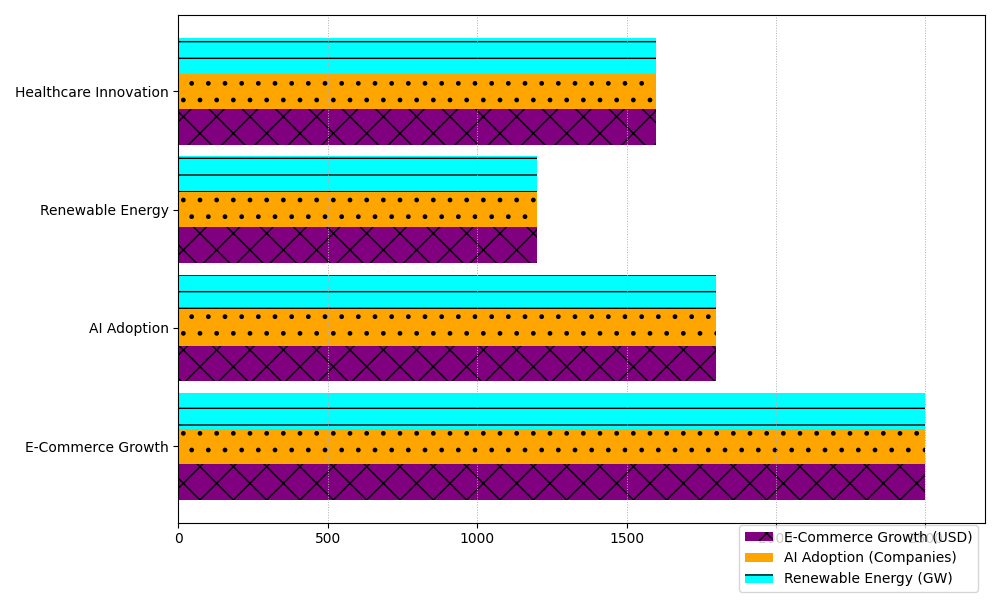 Healthcare Innovation
Renewable Energy
AI Adoption
E-Commerce Growth
0 500 1000 1500
E-Commerce Growth (USD)
AI Adoption (Companies)
Renewable Energy (GW)